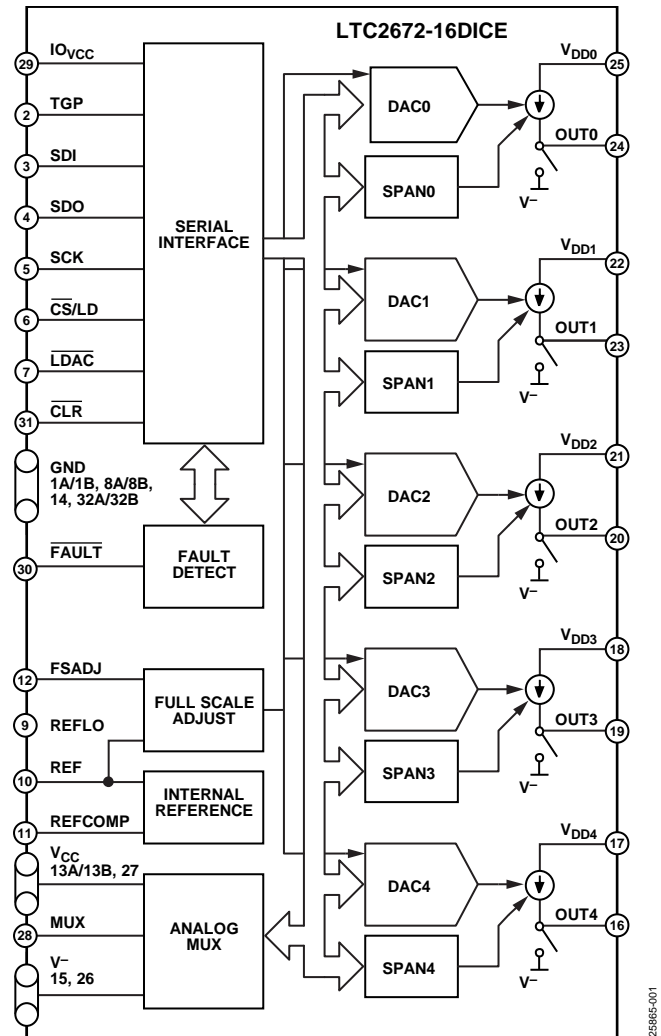 LTC2672-16DICE
29 IOVCC
2 TGP
3 SDI
4 SDO
5 SCK
6 CS/LD
7 LDAC
31 CLR
GND
1A/1B, 8A/8B,
14, 32A/32B
30 FAULT
12 FSADJ
9 REFLO
10 REF
11 REFCOMP
VCC
13A/13B, 27
28 MUX
V–
15, 26
SERIAL
INTERFACE
FAULT
DETECT
FULL SCALE
ADJUST
INTERNAL
REFERENCE
ANALOG
MUX
DAC0
SPAN0
VDD0 25
OUT0 24
V–
DAC1
SPAN1
VDD1 22
OUT1 23
V–
DAC2
SPAN2
VDD2 21
OUT2 20
V–
DAC3
SPAN3
VDD3 18
OUT3 19
V–
DAC4
SPAN4
VDD4 17
OUT4 16
V–
25865-001